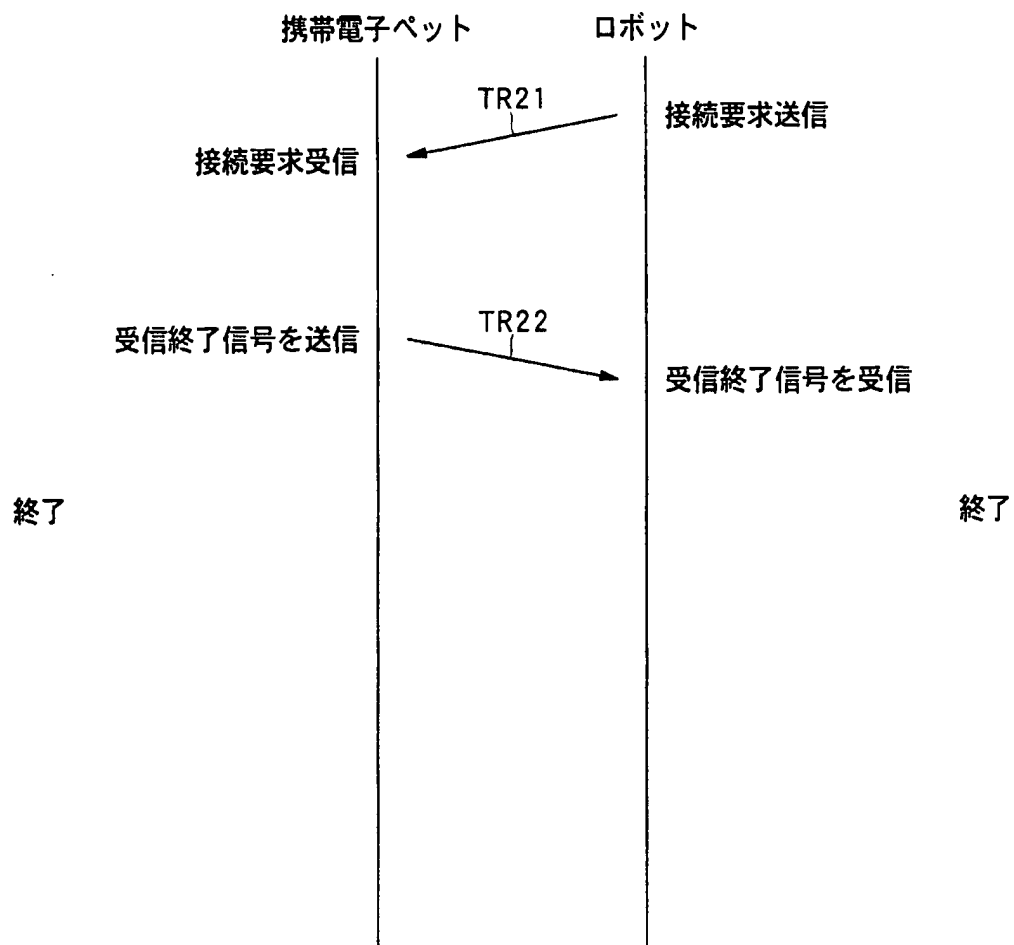 携帯電子ペット
ロボット
TR21
接続要求送信
接続要求受信
TR22
受信終了信号を送信
受信終了信号を受信
終了
終了